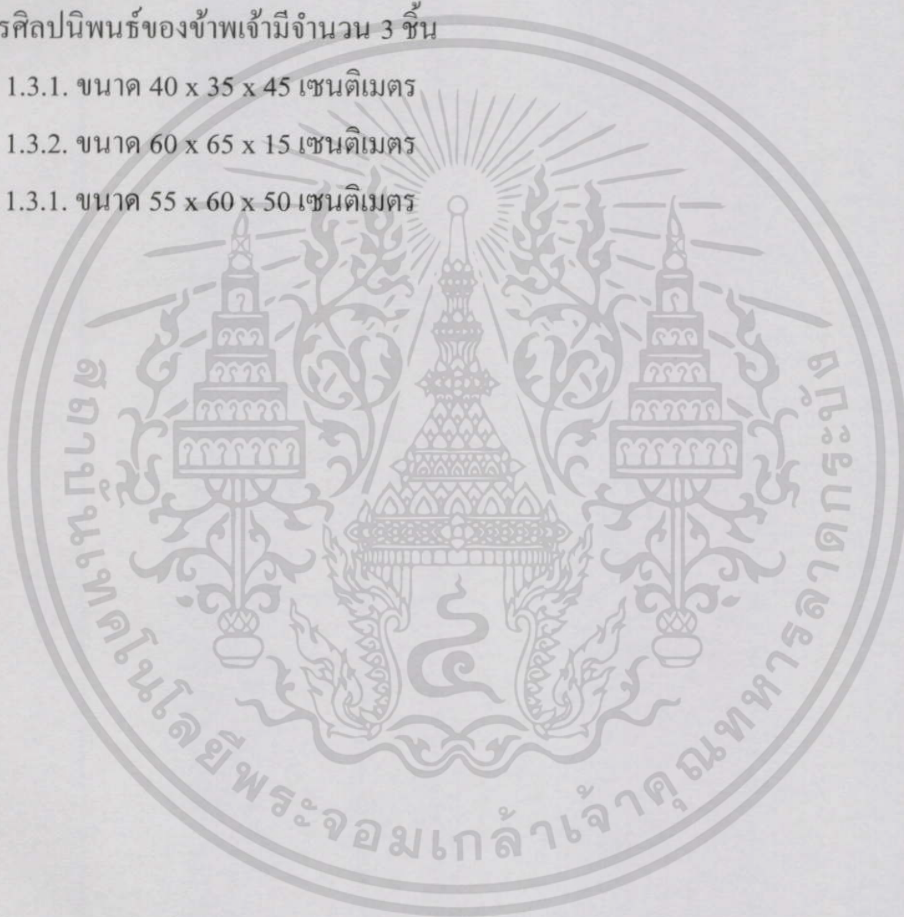 รศิลปนิพนธ์ของข้าพเจ้ามีจำนวน 3 ชิ้น
1.3.1. ขนาด 40 x 35 x 45 เซนติเมตร
1.3.2. ขนาด 60 x 65 x 15 เซนติเมตร
1.3.1. ขนาด 55 x 60 x 50 เซนติเมตร
สถาบันเทคโนโลยีพระจอมเกล้าเจ้าคุณทหารลาดกระบัง
๔